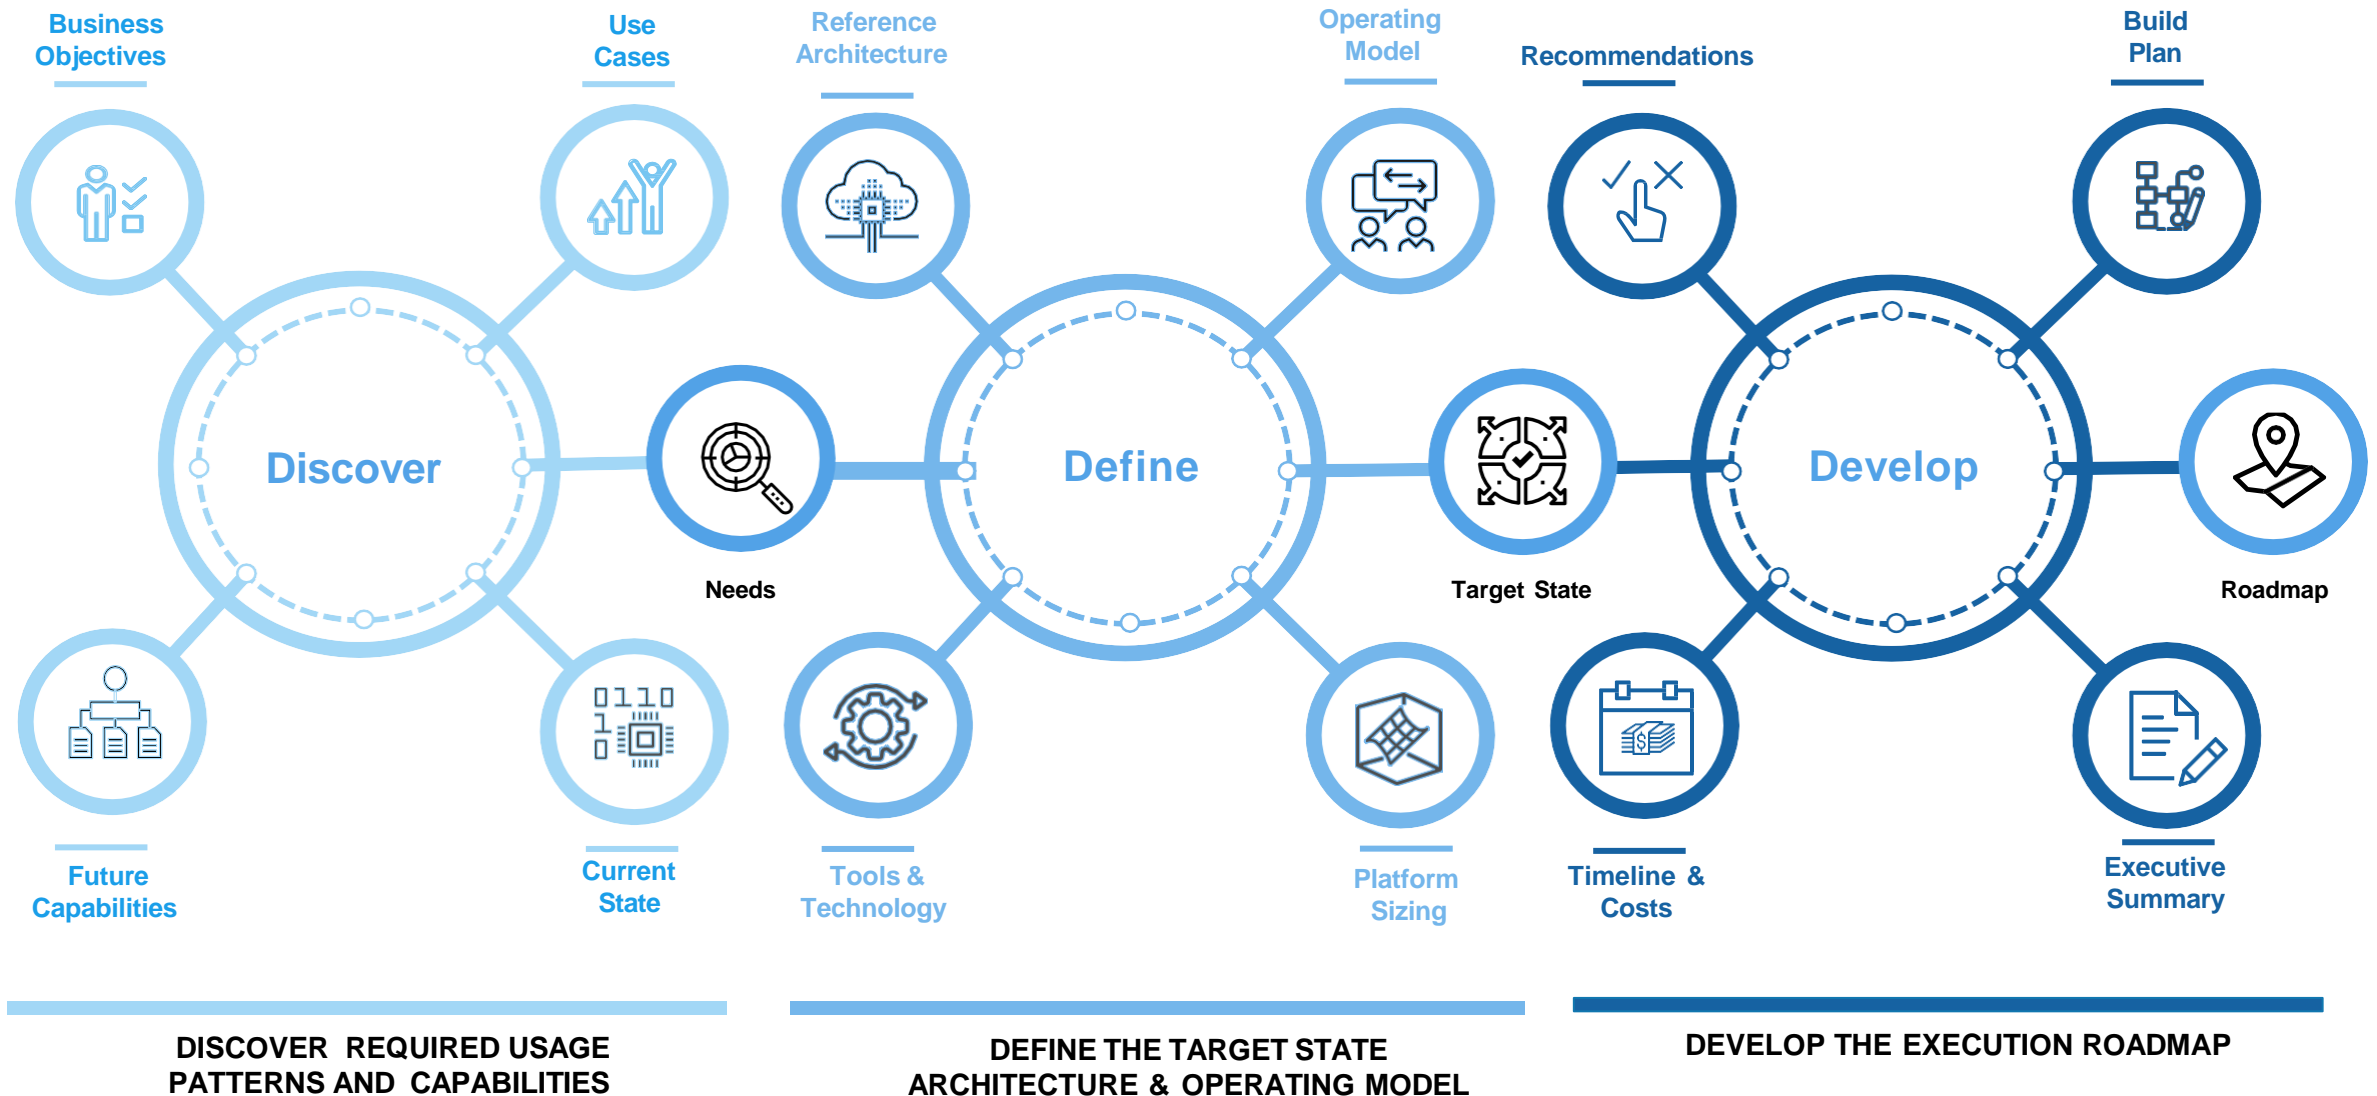 Business
Objectives
Use
Cases
Reference
Architecture
Operating
Model
Recommendations
Build
Plan
0110
1
0
$
Discover
Define
Develop
Needs
Target State
Roadmap
Future
Capabilities
Current
State
Tools &
Technology
Platform
Sizing
Timeline &
Costs
Executive
Summary
DISCOVER REQUIRED USAGE
PATTERNS AND CAPABILITIES
DEFINE THE TARGET STATE
ARCHITECTURE & OPERATING MODEL
DEVELOP THE EXECUTION ROADMAP